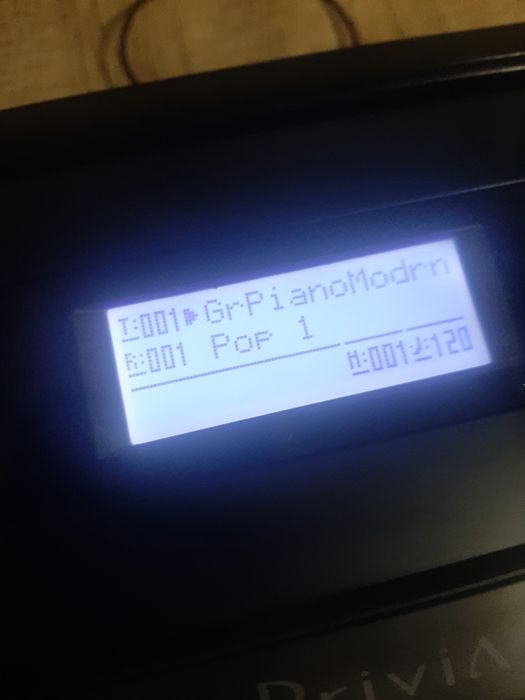 T:001▶GrPianoModrn
R:001 Pop 1
M:001♩:120
PriviA